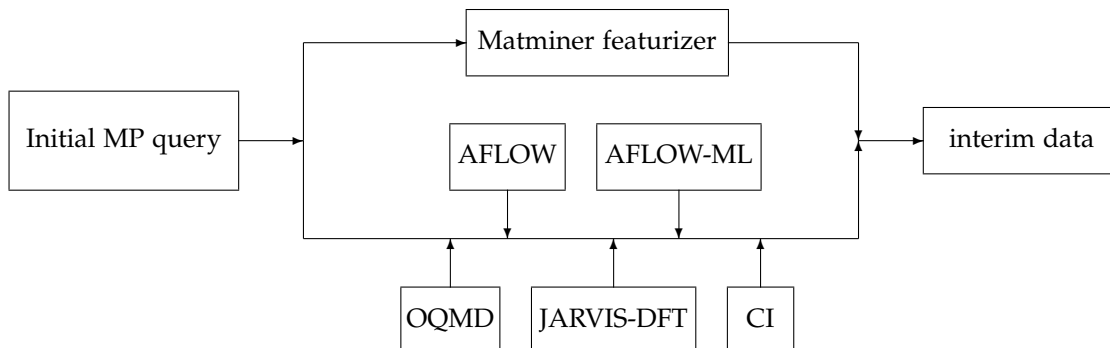 Matminer featurizer
Initial MP query
interim data
AFLOW
AFLOW-ML
OQMD
JARVIS-DFT
CI